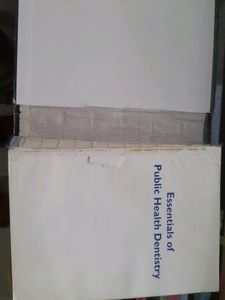 Essentials of
Public Health Dentistry